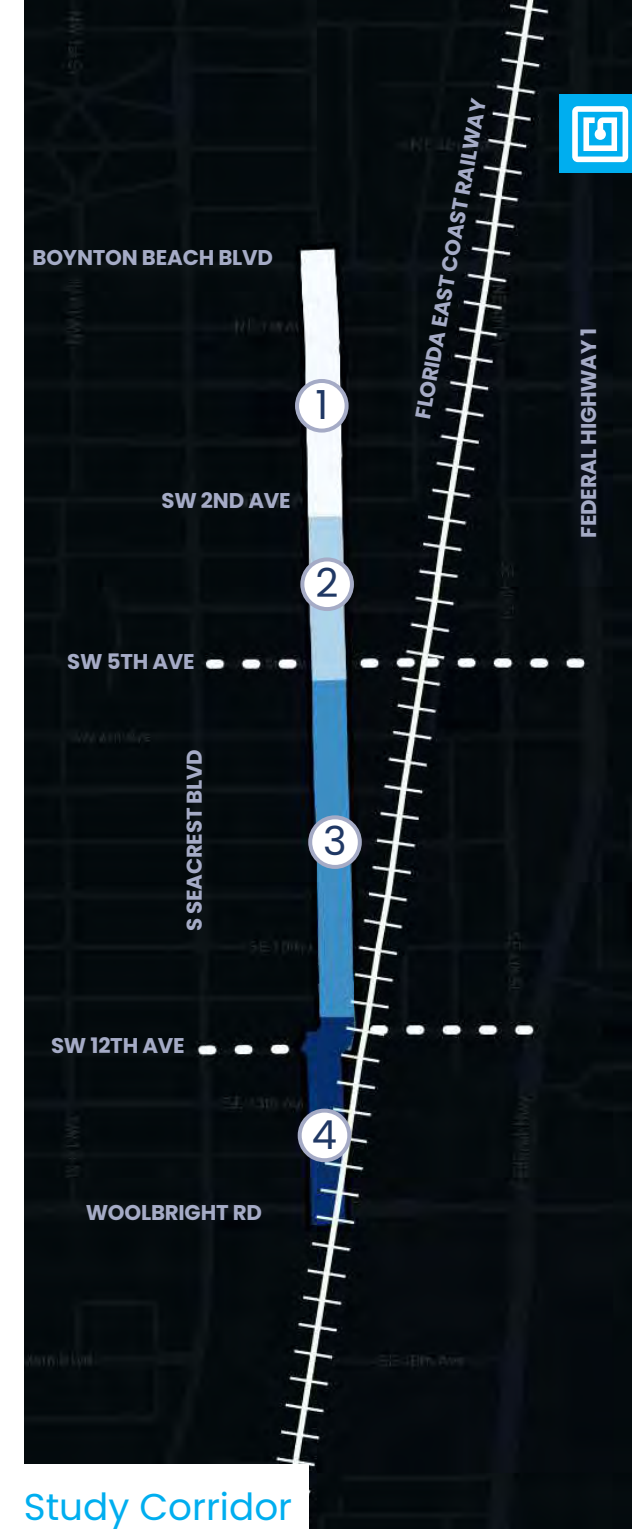 BOYNTON BEACH BLVD
FLORIDA EAST COAST RAILWAY
FEDERAL HIGHWAY 1
1
SW 2ND AVE
2
SW 5TH AVE
S SEACREST BLVD
3
SW 12TH AVE
4
WOOLBRIGHT RD
Study Corridor